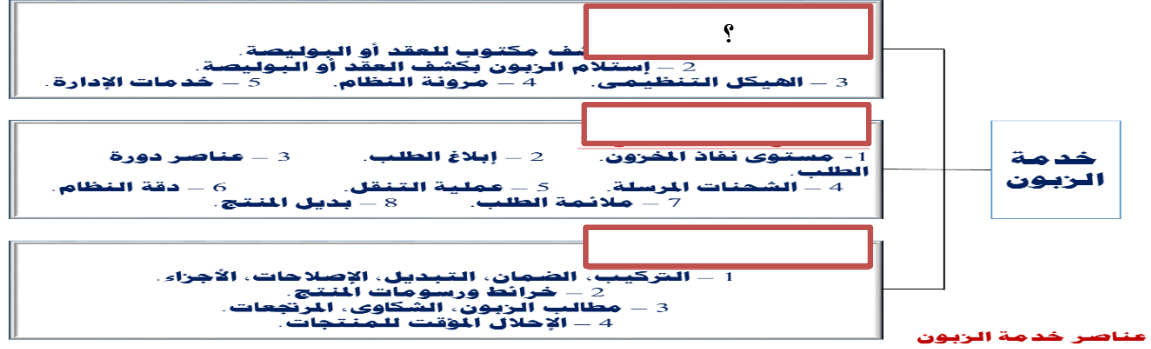 ؟
كشف مكتوب للعقد أو البوليصة.
2 – إستلام الزبون بكشف العقد أو البوليصة.
3 – الهيكل التنظيمى. 4 – مرونة النظام. 5 – خدمات الإدارة.
1- مستوى نفاذ المخزون. 2 – إبلاغ الطلب. 3 – عناصر دورة
الطلب.
4 – الشحنات المرسلة. 5 – عملية التنقل. 6 – دقة النظام.
7 – ملائمة الطلب. 8 – بديل المنتج.
1 – التركيب، الضمان، التبديل، الإصلاحات، الأجزاء.
2 – خرائط ورسومات المنتج.
3 – مطالب الزبون، الشكاوى، المرتجعات.
4 – الإحلال المؤقت للمنتجات.
خدمة
الزبون
عناصر خدمة الزبون